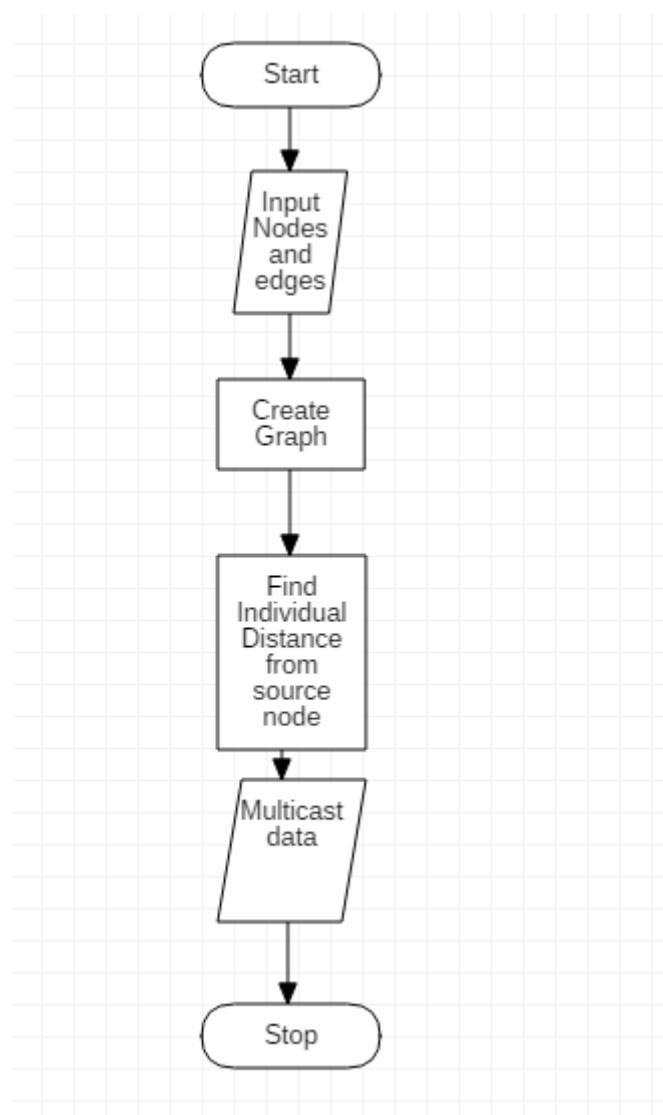 Start
Input
Nodes
and
edges
Create
Graph
Find
Individual
Distance
from
source
node
Multicast
data
Stop